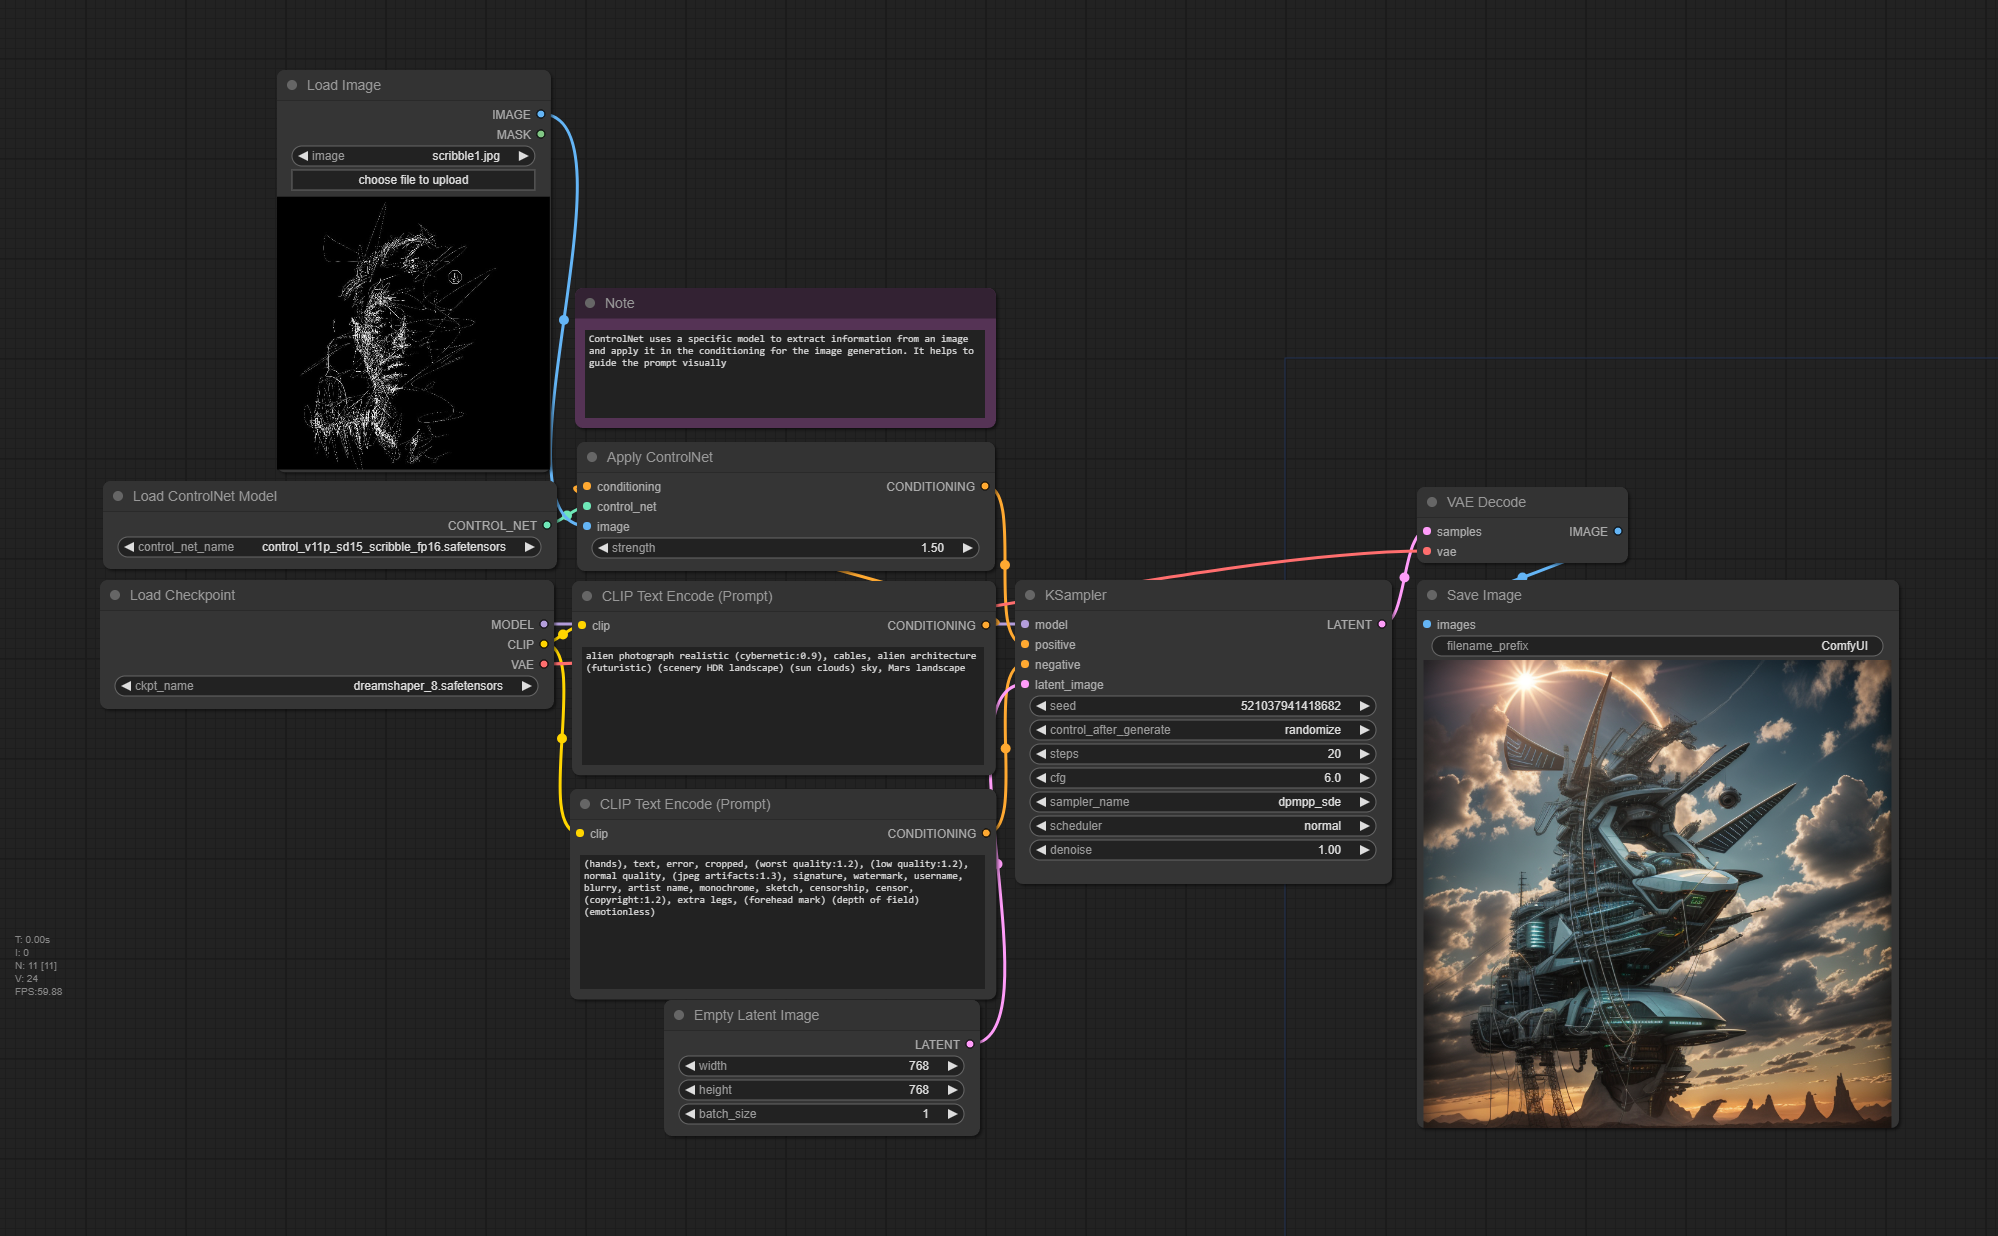 Load Image
IMAGE
MASK
image scribble1.jpg
choose file to upload
Note
ControlNet uses a specific model to extract information from an image
and apply it in the conditioning for the image generation. It helps to
guide the prompt visually
Load ControlNet Model
CONTROL_NET
control_net_name control_v11p_sd15_scribble_fp16.safetensors
Apply ControlNet
conditioning CONDITIONING
control_net
image
strength 1.50
Load Checkpoint
MODEL
CLIP
VAE
ckpt_name dreamshaper_8.safetensors
CLIP Text Encode (Prompt)
clip CONDITIONING
alien photograph realistic (cybernetic:0.9), cables, alien architecture
(futuristic) (scenery HDR landscape) (sun clouds) sky, Mars landscape
CLIP Text Encode (Prompt)
clip CONDITIONING
(hands), text, error, cropped, (worst quality:1.2), (low quality:1.2),
normal quality, (jpeg artifacts:1.3), signature, watermark, username,
blurry, artist name, monochrome, sketch, censorship, censor,
(copyright:1.2), extra legs, (forehead mark) (depth of field)
(emotionless)
Empty Latent Image
LATENT
width 768
height 768
batch_size 1
KSampler
model LATENT
positive
negative
latent_image
seed 521037941418682
control_after_generate randomize
steps 20
cfg 6.0
sampler_name dpmpp_sde
scheduler normal
denoise 1.00
VAE Decode
samples IMAGE
vae
Save Image
images
filename_prefix ComfyUI
T: 0.00s
I: 0
N: 11 [11]
V: 24
FPS:59.88